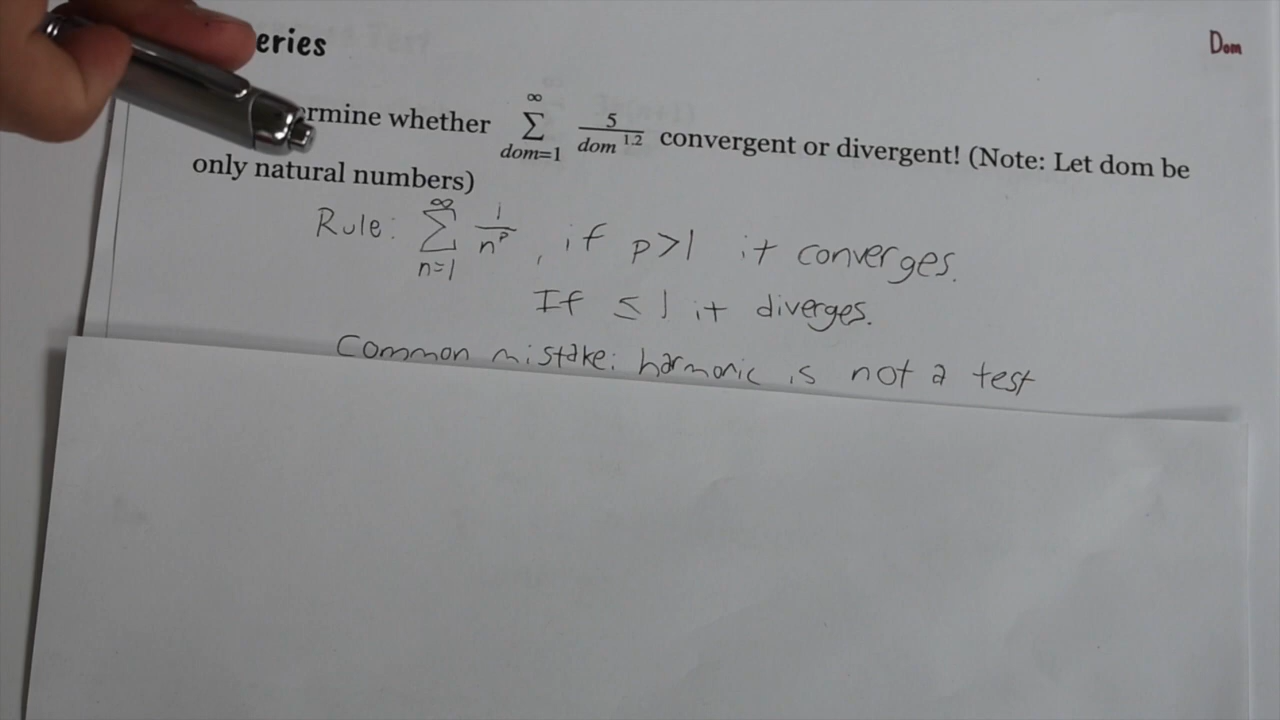 eries
Dom
rmine whether ∞ Σ dom=1 5/dom^1.2 convergent or divergent! (Note: Let dom be
only natural numbers)
Rule: ∞ Σ n=1 1/n^p, if p>1 it converges.
If ≤ 1 it diverges.
Common mistake: harmonic is not a test